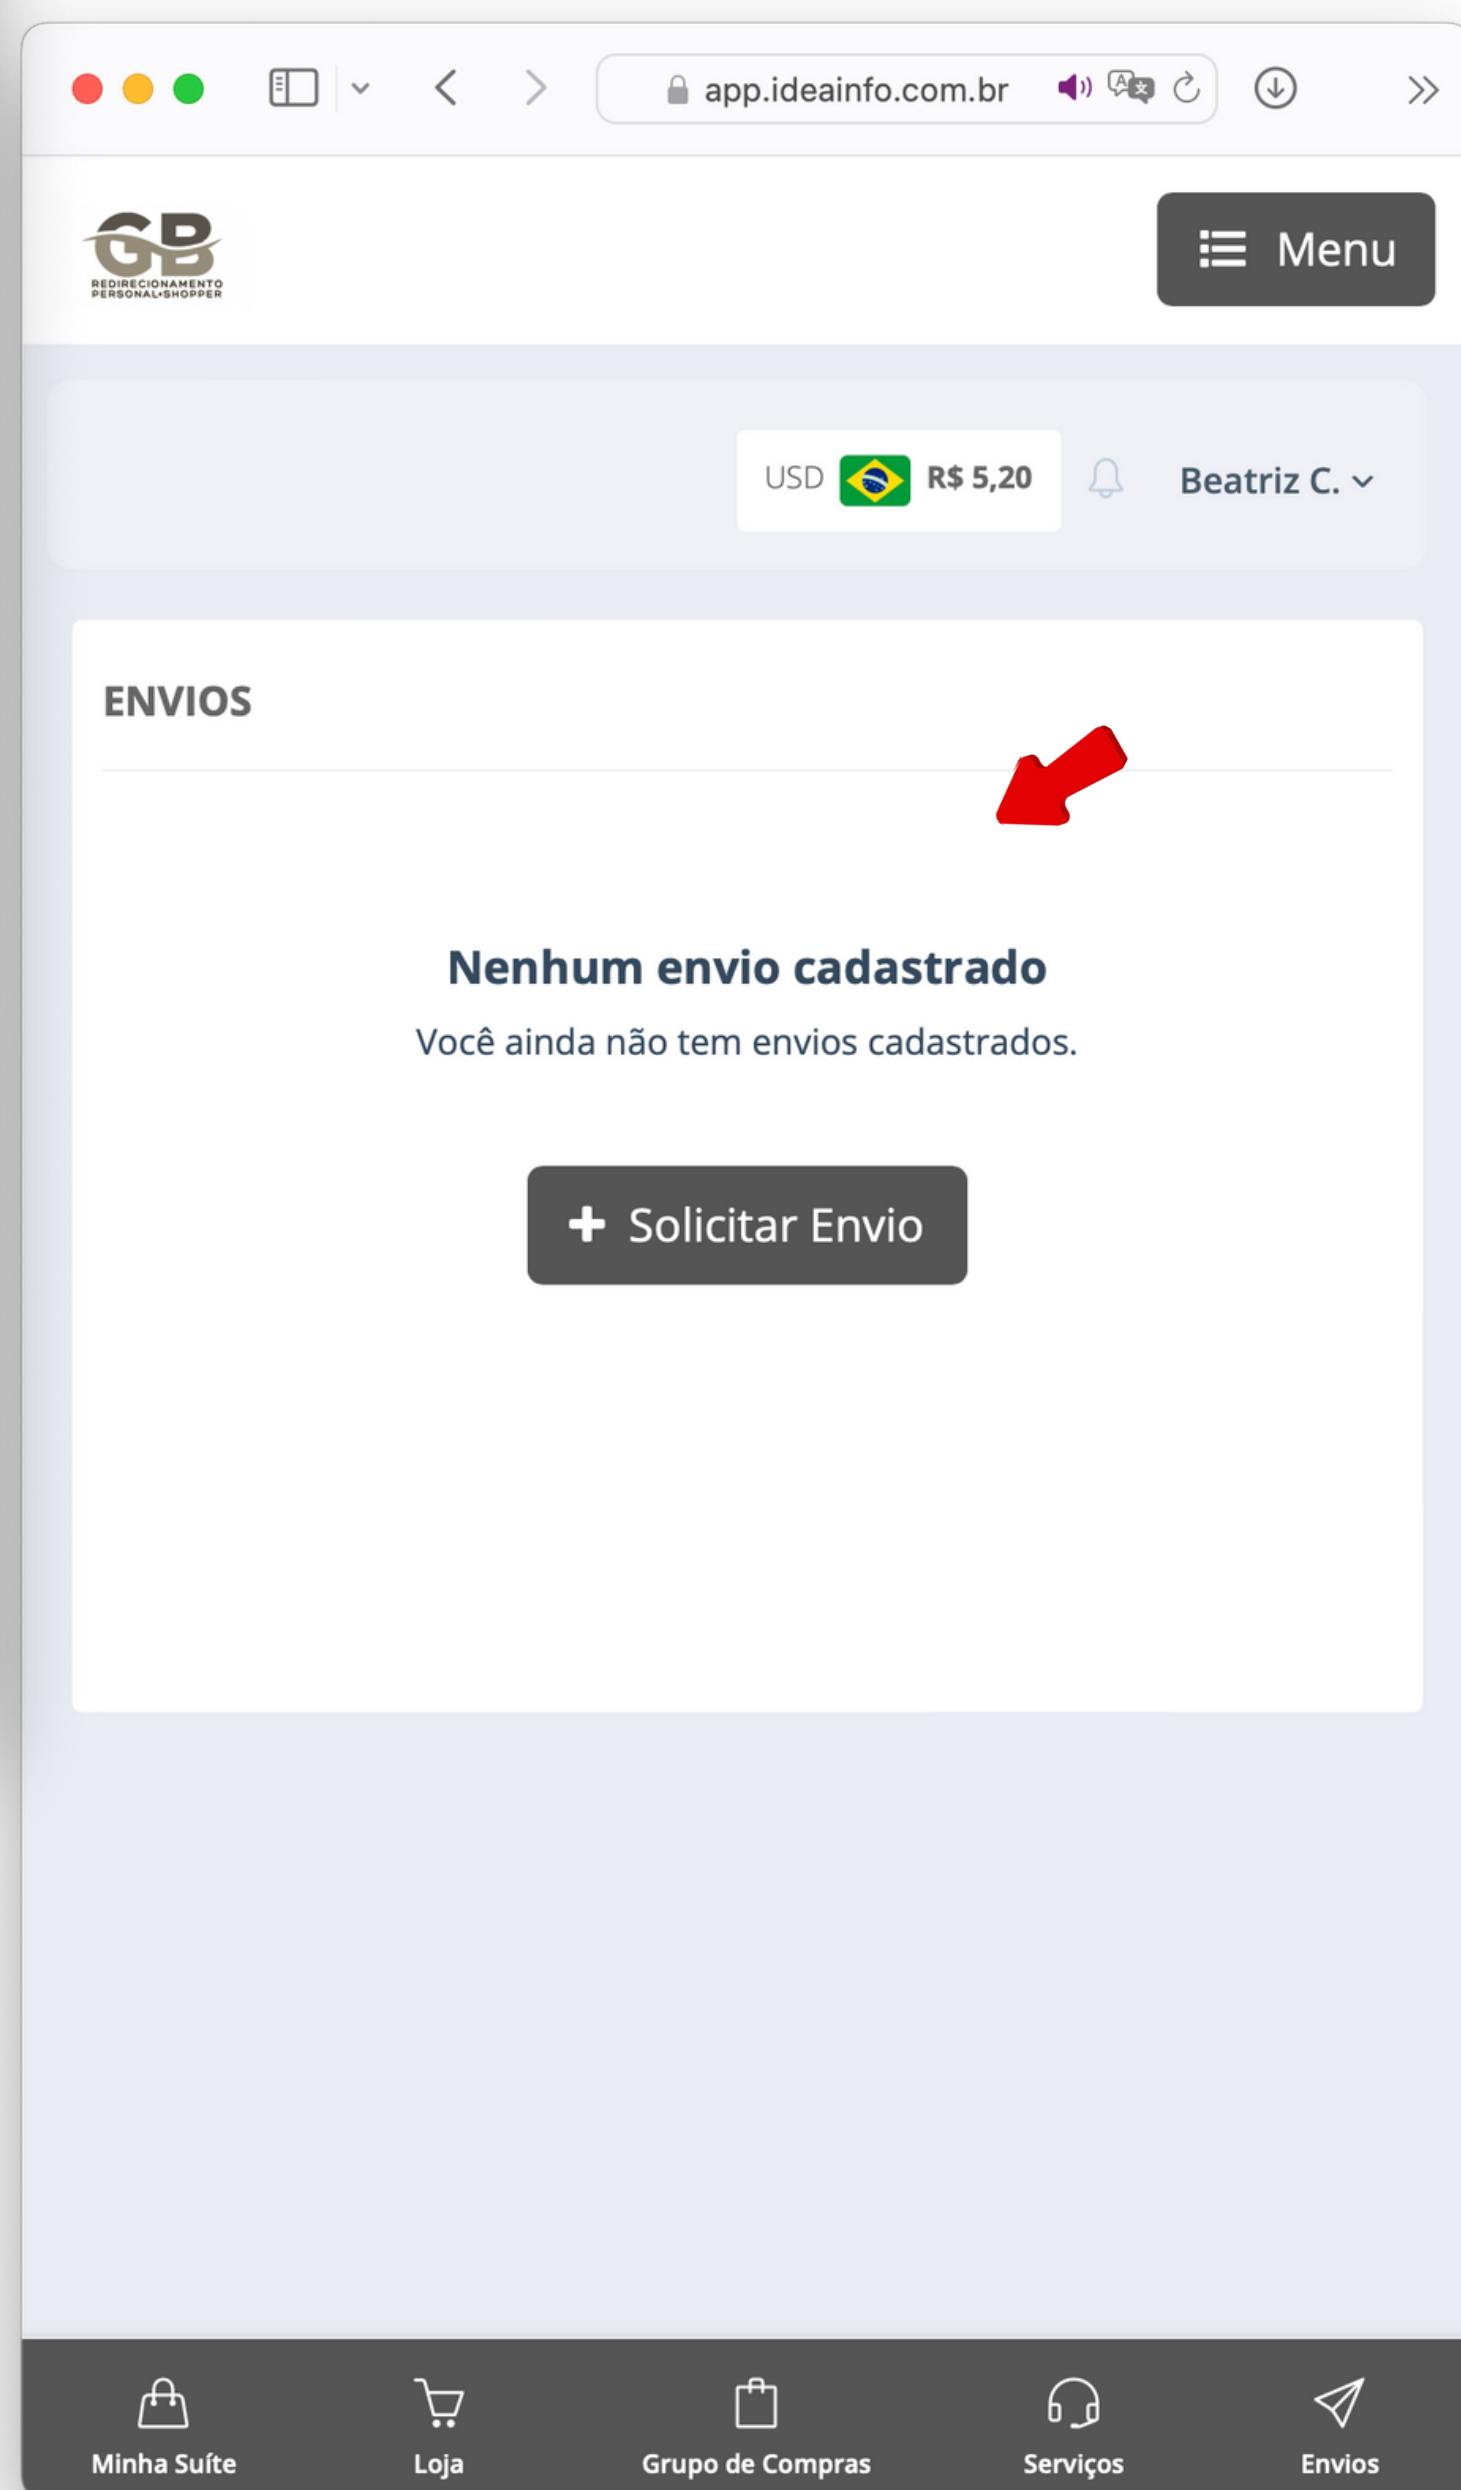 app.ideainfo.com.br
GB
REDIRECIONAMENTO
PERSONAL+SHOPPER
Menu
USD R$ 5,20
Beatriz C.
ENVIOS
Nenhum envio cadastrado
Você ainda não tem envios cadastrados.
+ Solicitar Envio
Minha Suíte
Loja
Grupo de Compras
Serviços
Envios